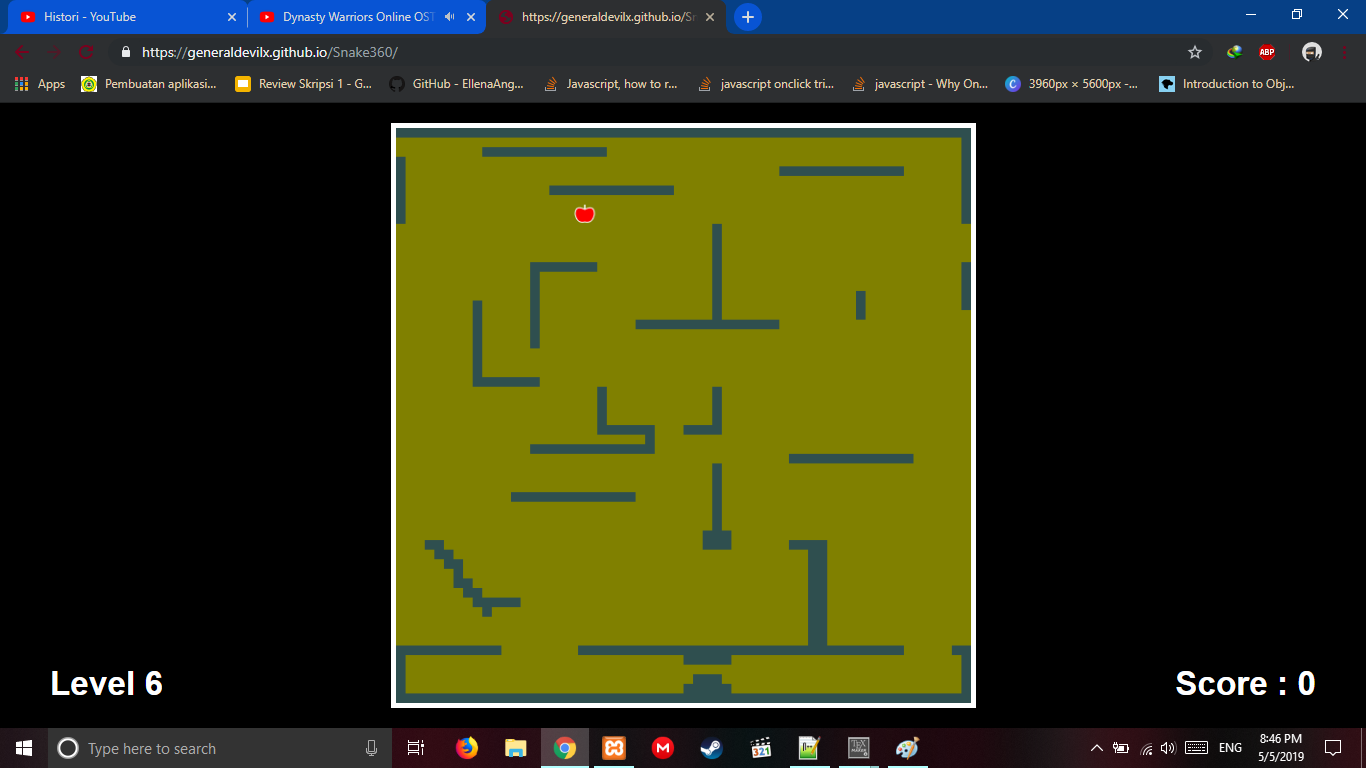 Histori - YouTube
Dynasty Warriors Online OST
https://generaldevilx.github.io/Sn
https://generaldevilx.github.io/Snake360/
ABP
Apps
Pembuatan aplikasi...
Review Skripsi 1 - G...
GitHub - EllenaAng...
Javascript, how to r...
javascript onclick tri...
javascript - Why On...
3960px × 5600px -...
Introduction to Obj...
Level 6
Score : 0
Type here to search
321
ENG
8:46 PM
5/5/2019